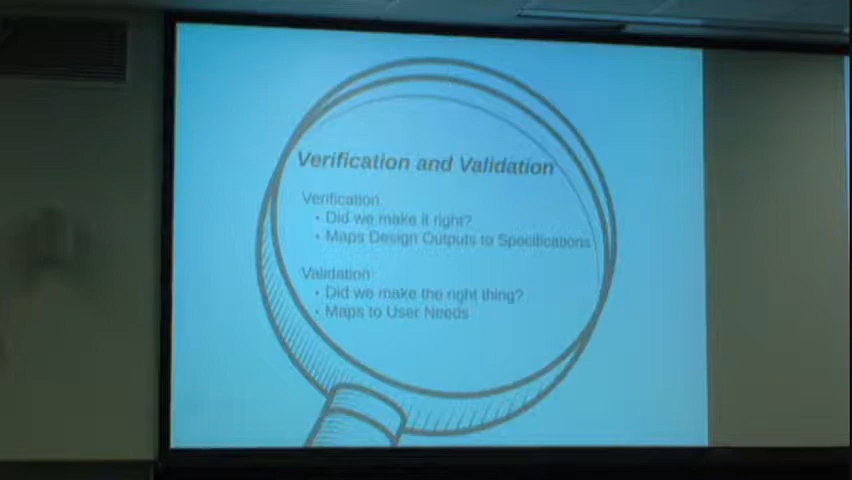 Verification and Validation
Verification
• Did we make it right?
• Maps Design Outputs to Specifications
Validation
• Did we make the right thing?
• Maps to User Needs